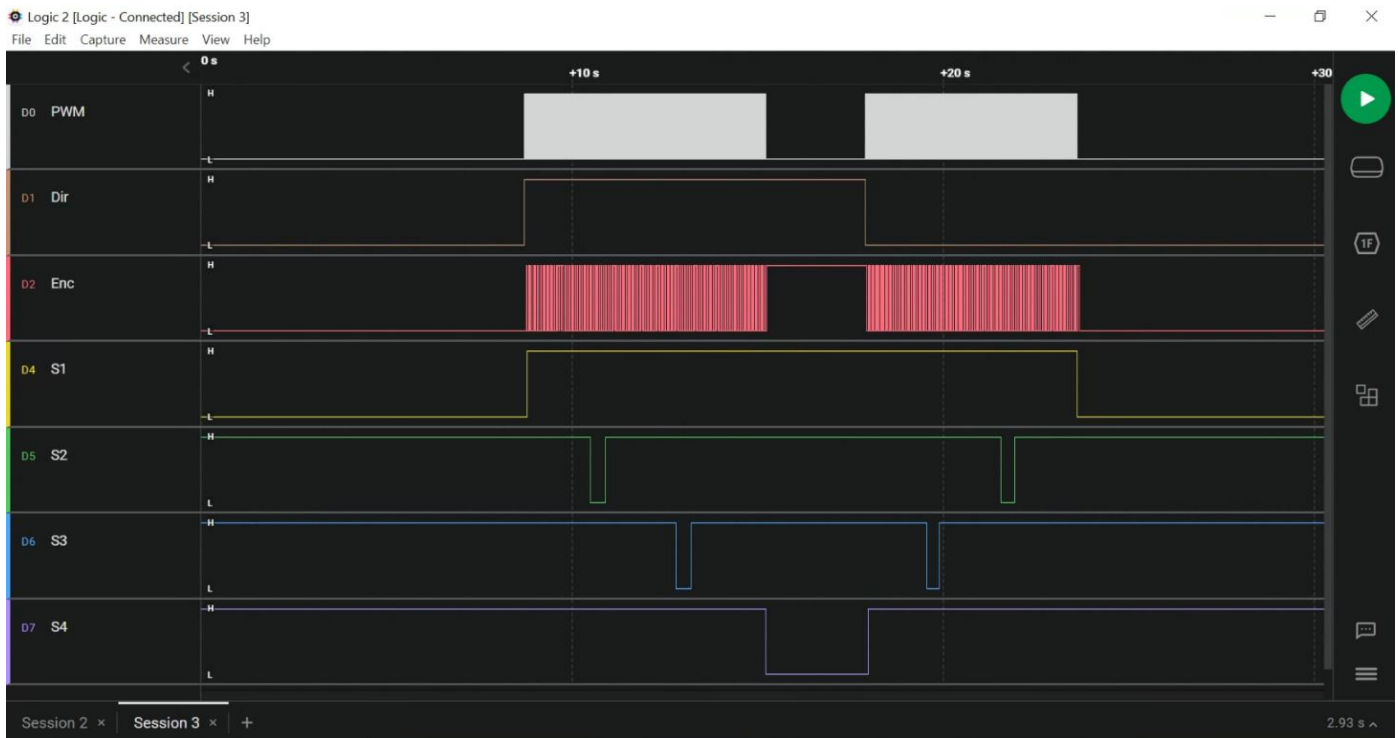 Logic 2 [Logic - Connected] [Session 3]
File Edit Capture Measure View Help
0 s
+10 s +20 s +30
D0 PWM
H
L
D1 Dir
H
L
D2 Enc
H
L
D4 S1
H
L
D5 S2
H
L
D6 S3
H
L
D7 S4
H
L
1F
Session 2 × Session 3 × +
2.93 s